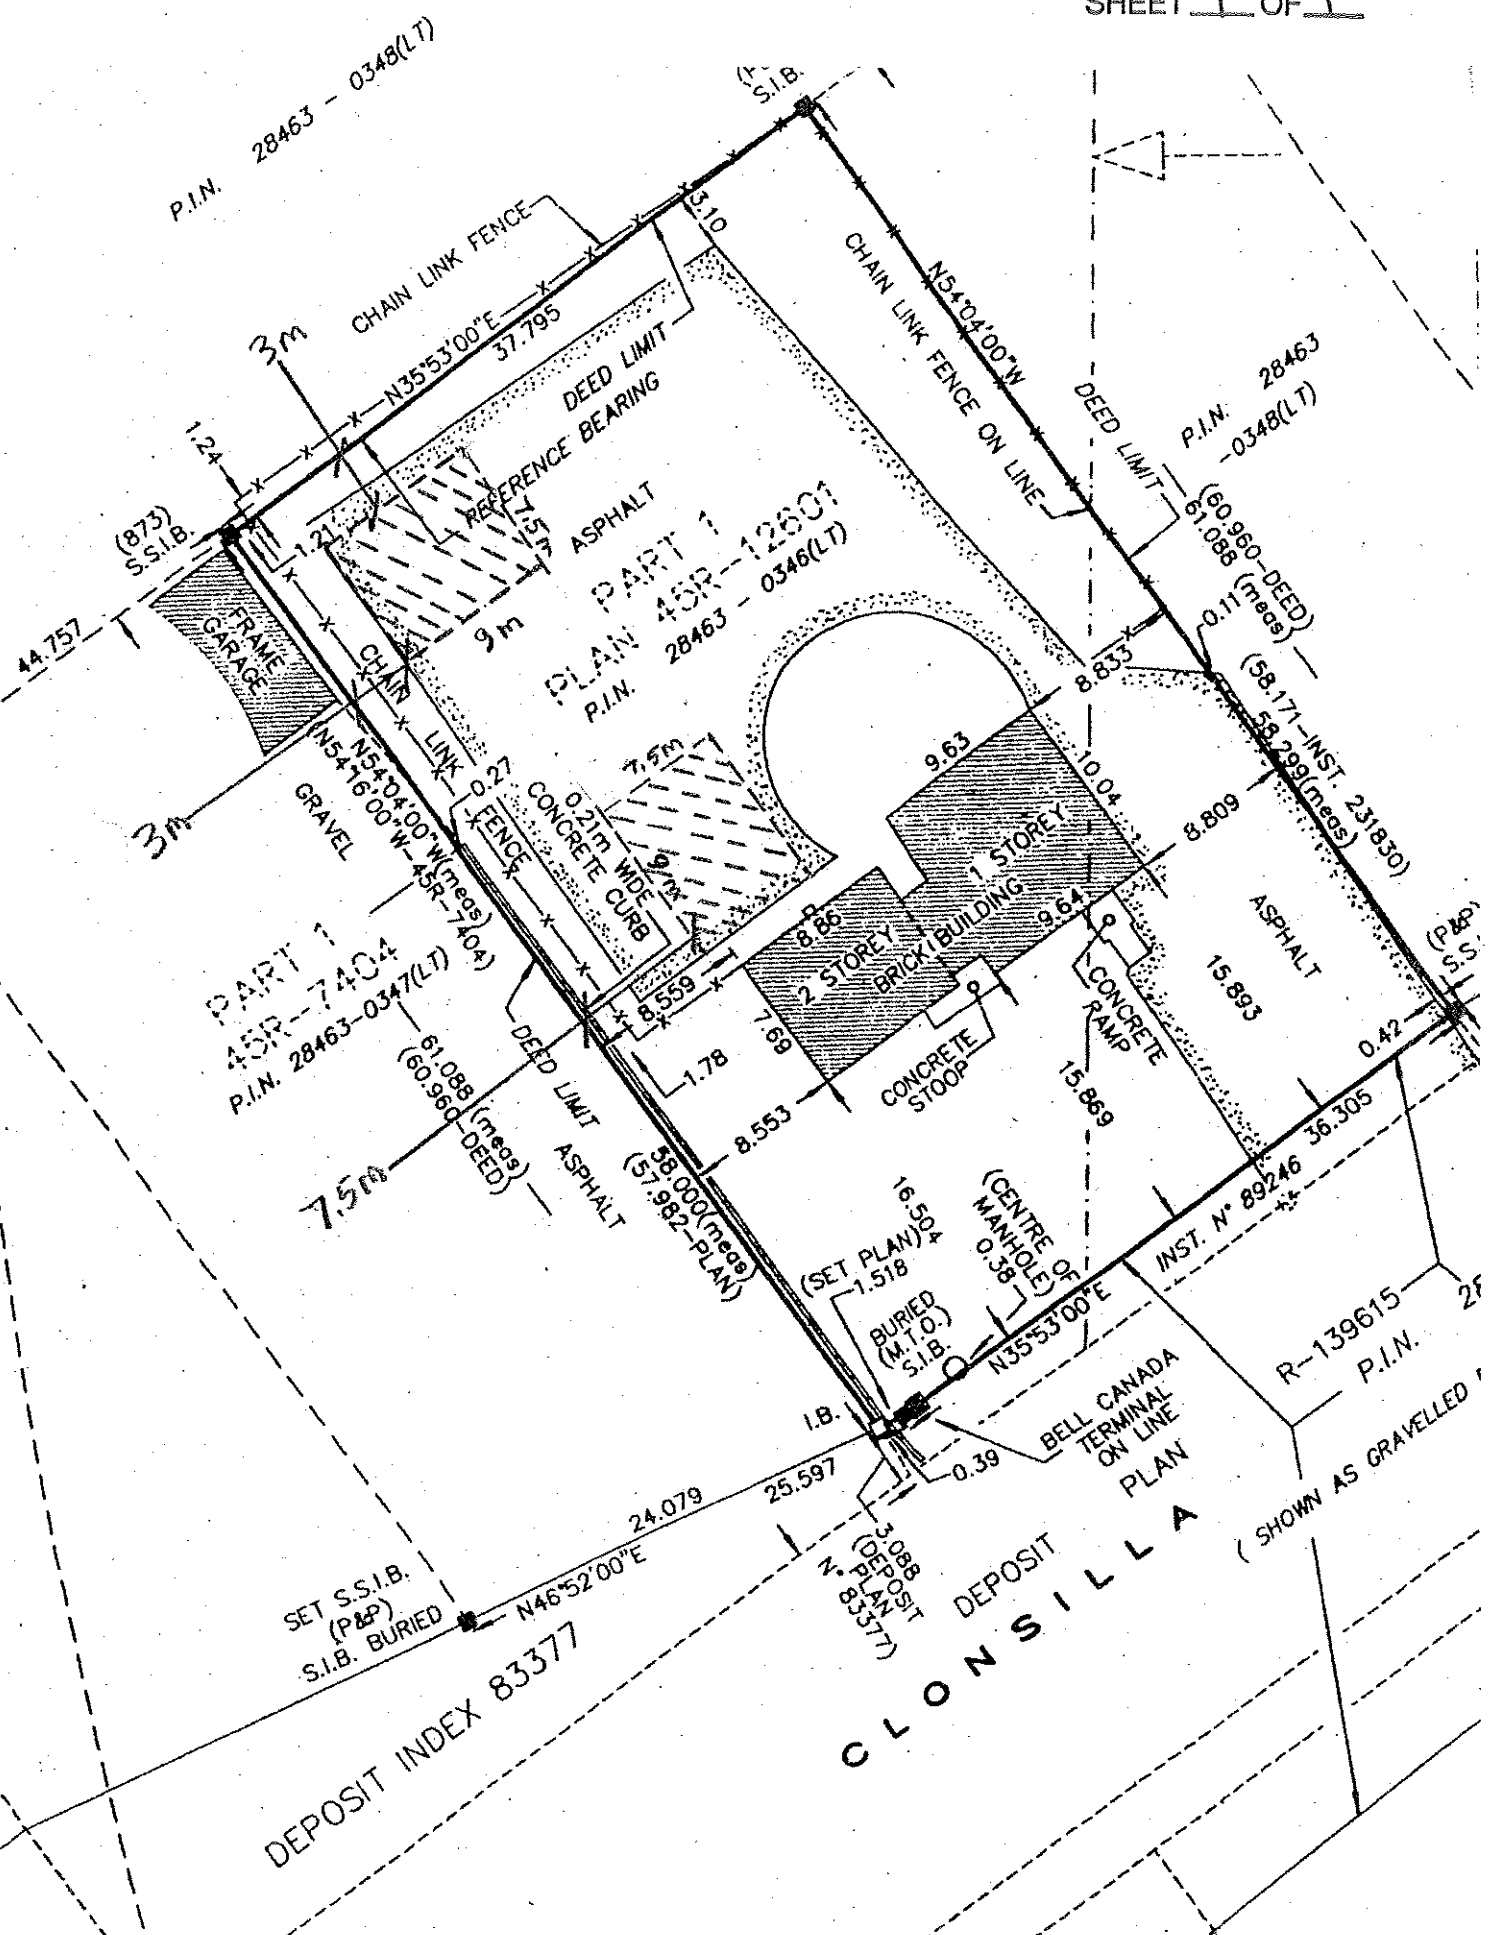 SHEET 1 OF 1
P.I.N. 28463 - 0348(LT)
S.I.B.
CHAIN LINK FENCE
3.10
N35°53'00"E
37.795
3m
1.24
(873)
S.S.I.B.
1.21
44.757
FRAME
GARAGE
DEED LIMIT
REFERENCE BEARING
7.5m
9m
ASPHALT
PART 1
PLAN 45R-12601
P.I.N. 28463 - 0346(LT)
CHAIN LINK FENCE ON LINE
N54°04'00"W
DEED LIMIT
P.I.N. 28463
-0348(LT)
(60.960-DEED)
61.088 (meas)
0.11
8.833
(58.171-INST. 231830)
58.299(meas)
CHAIN
LINK
FENCE
N54°04'00"W(meas)
(N54°16'00"W-45R-7404)
GRAVEL
3m
0.27
0.21m WIDE
CONCRETE CURB
7.5m
9m
9.63
10.04
8.809
1 STOREY
2 STOREY
BRICK BUILDING
8.86
9.64
7.69
8.559
1.78
8.553
CONCRETE
STOOP
CONCRETE
RAMP
ASPHALT
15.893
15.869
(P&P)
0.42
36.305
PART 1
45R-7404
P.I.N. 28463-0347(LT)
61.088 (meas)
(60.960-DEED)
DEED LIMIT
ASPHALT
7.5m
58.000(meas)
(57.982-PLAN)
16.504
(SET PLAN)
1.518
BURIED
(M.T.O.)
S.I.B.
(CENTRE OF
MANHOLE)
0.38
N35°53'00"E
INST. N° 89246
R-139615
P.I.N.
28
I.B.
BELL CANADA
TERMINAL
ON LINE
PLAN
0.39
25.597
24.079
N46°52'00"E
3.088
(DEPOSIT
PLAN
N° 83377)
DEPOSIT
CLONSILLA
( SHOWN AS GRAVELLED
SET S.S.I.B.
(P&P)
S.I.B. BURIED
DEPOSIT INDEX 83377